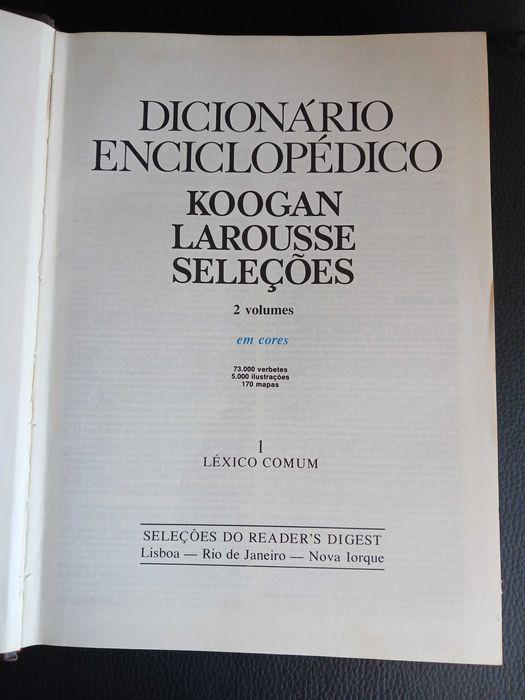 DICIONÁRIO
ENCICLOPÉDICO
KOOGAN
LAROUSSE
SELEÇÕES
2 volumes
em cores
73.000 verbetes
5.000 ilustrações
170 mapas
1
LÉXICO COMUM
SELEÇÕES DO READER'S DIGEST
Lisboa — Rio de Janeiro — Nova Iorque